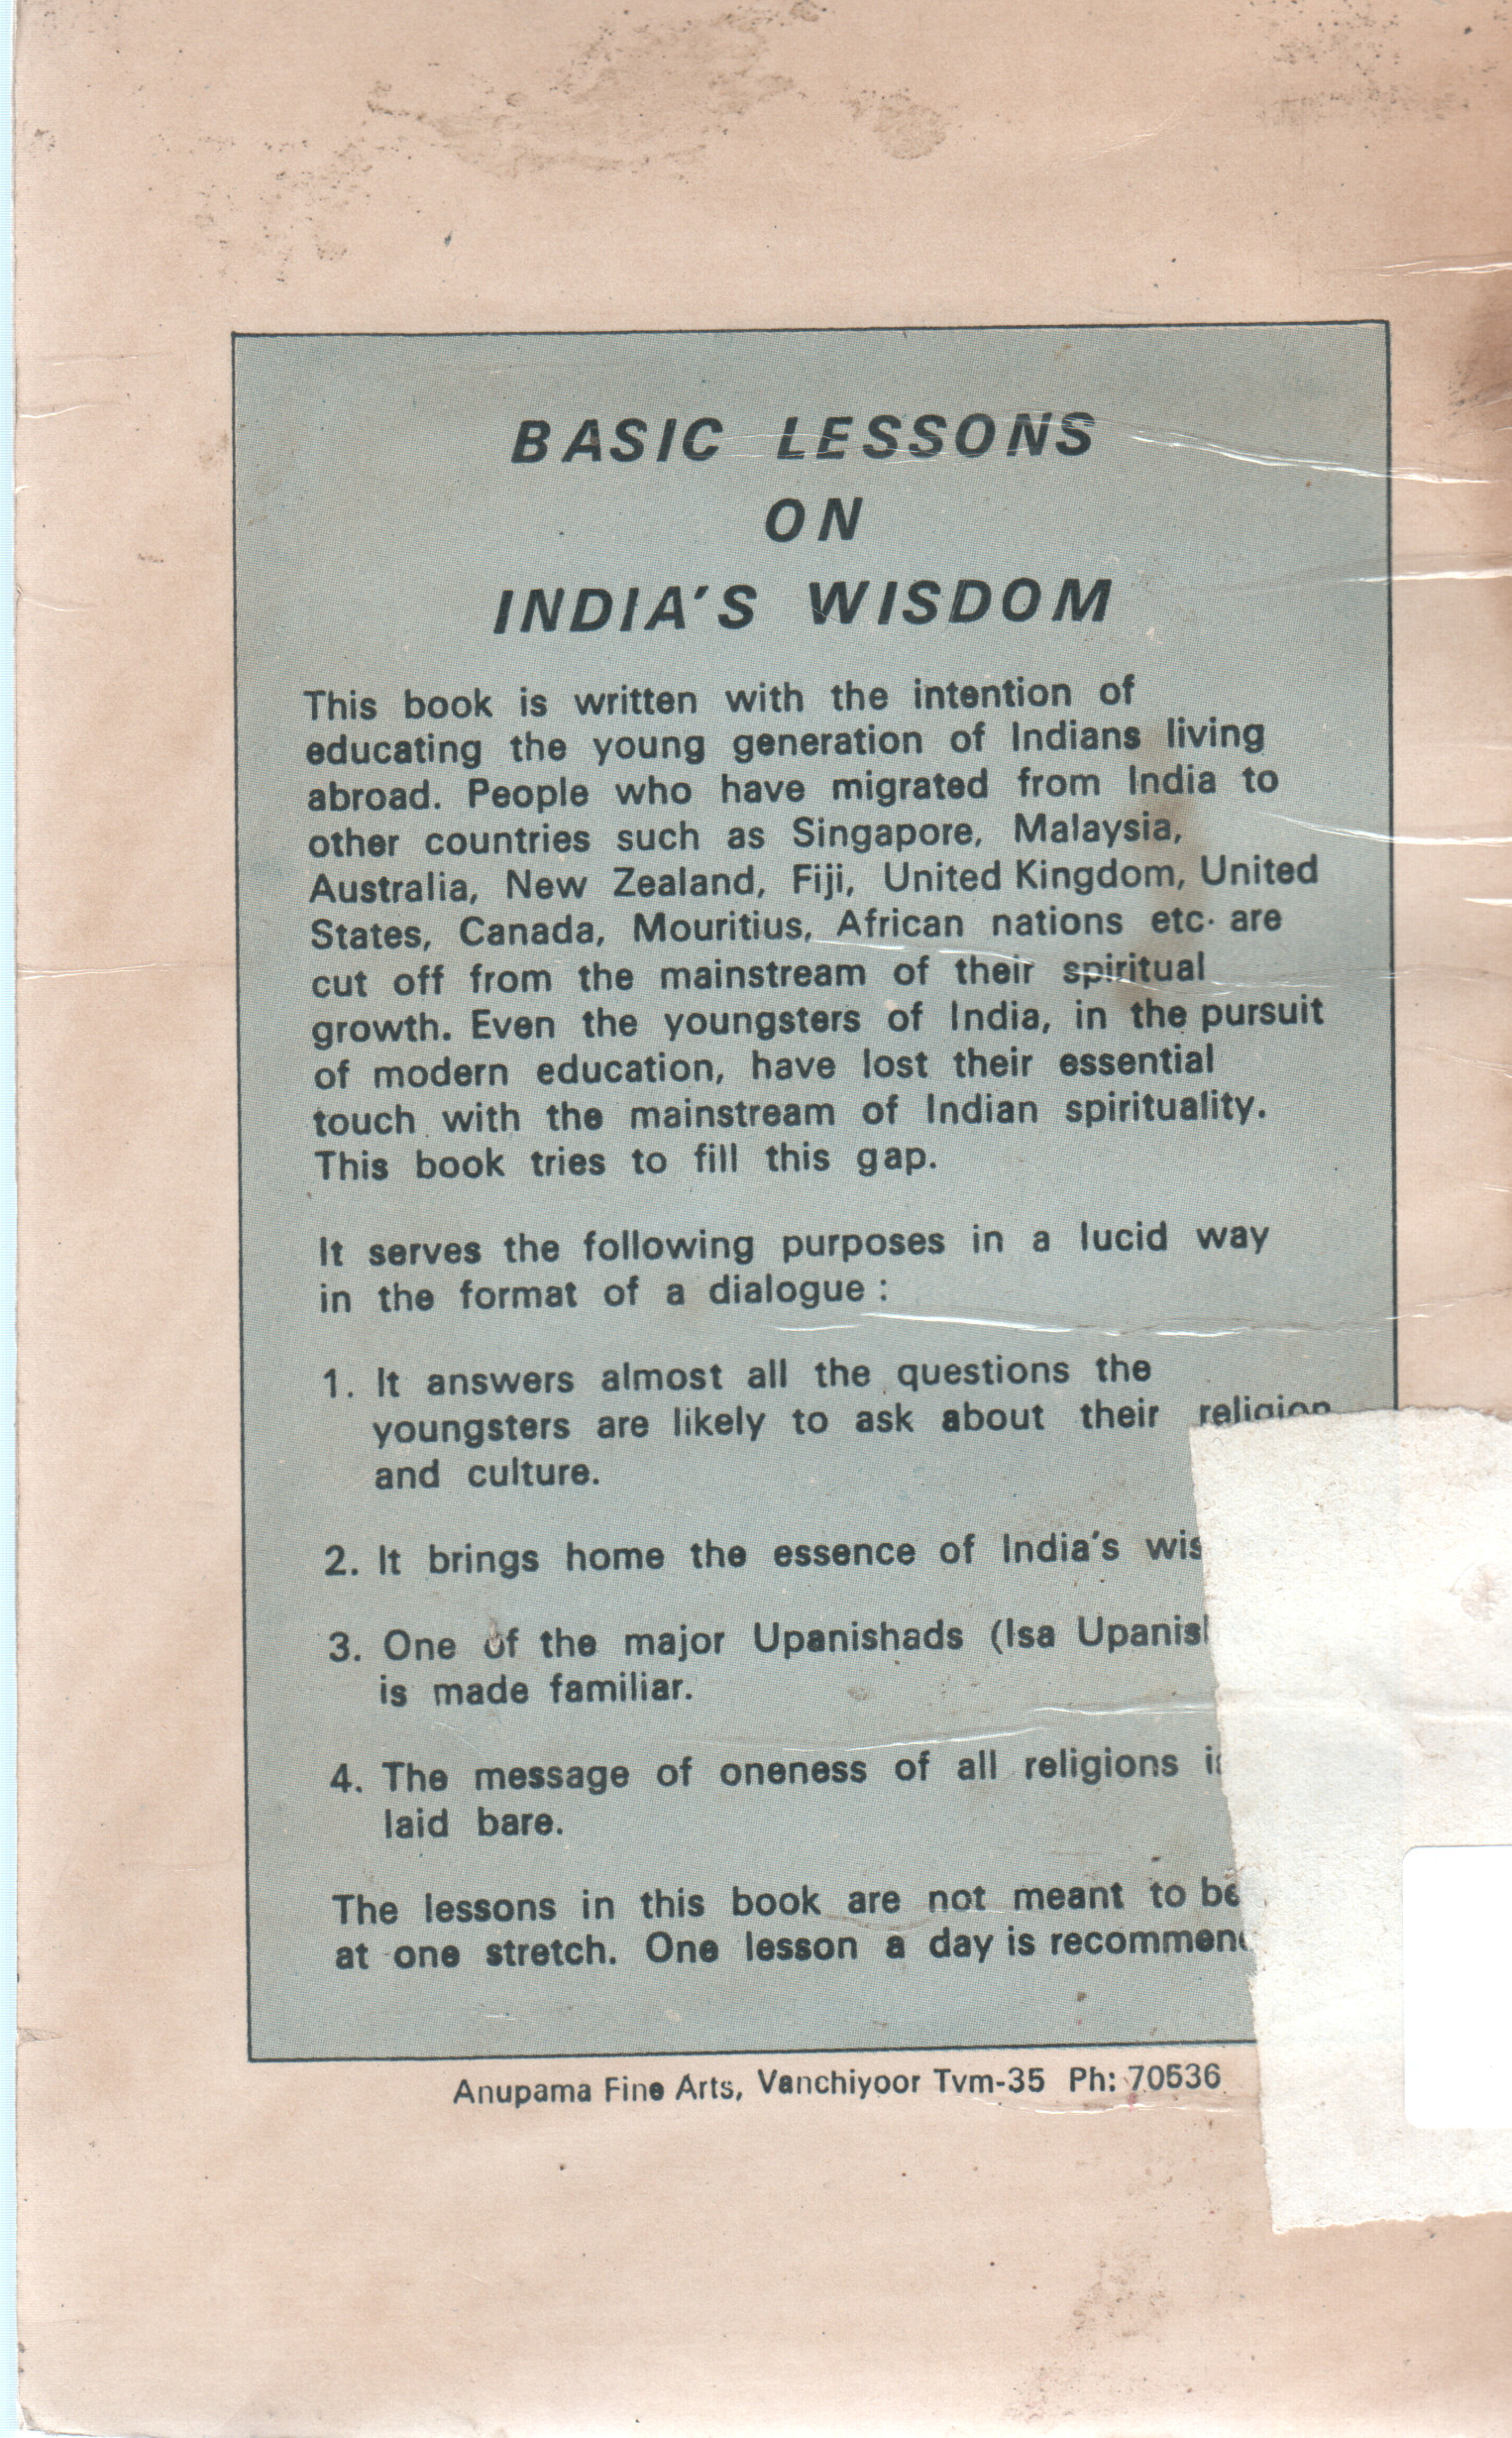 BASIC LESSONS
ON
INDIA'S WISDOM
This book is written with the intention of
educating the young generation of Indians living
abroad. People who have migrated from India to
other countries such as Singapore, Malaysia,
Australia, New Zealand, Fiji, United Kingdom, United
States, Canada, Mouritius, African nations etc· are
cut off from the mainstream of their spiritual
growth. Even the youngsters of India, in the pursuit
of modern education, have lost their essential
touch with the mainstream of Indian spirituality.
This book tries to fill this gap.
It serves the following purposes in a lucid way
in the format of a dialogue :
1. It answers almost all the questions the
youngsters are likely to ask about their religion
and culture.
2. It brings home the essence of India's
3. One of the major Upanishads (Isa
is made familiar.
4. The message of oneness of all religions
laid bare.
The lessons in this book are not meant to be
at one stretch. One lesson a day is
Anupama Fine Arts, Vanchiyoor Tvm-35 Ph: 70536